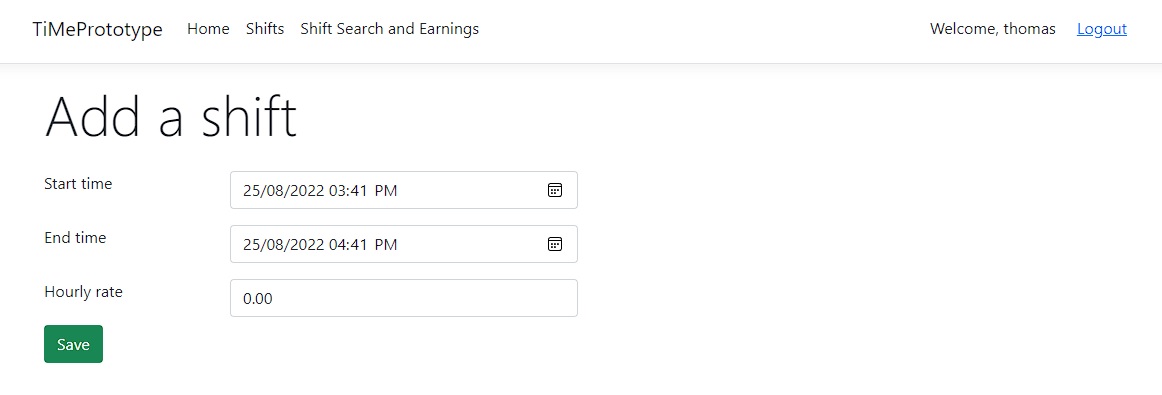 TiMePrototype Home Shifts Shift Search and Earnings Welcome, thomas Logout
Add a shift
Start time 25/08/2022 03:41 PM
End time 25/08/2022 04:41 PM
Hourly rate 0.00
Save